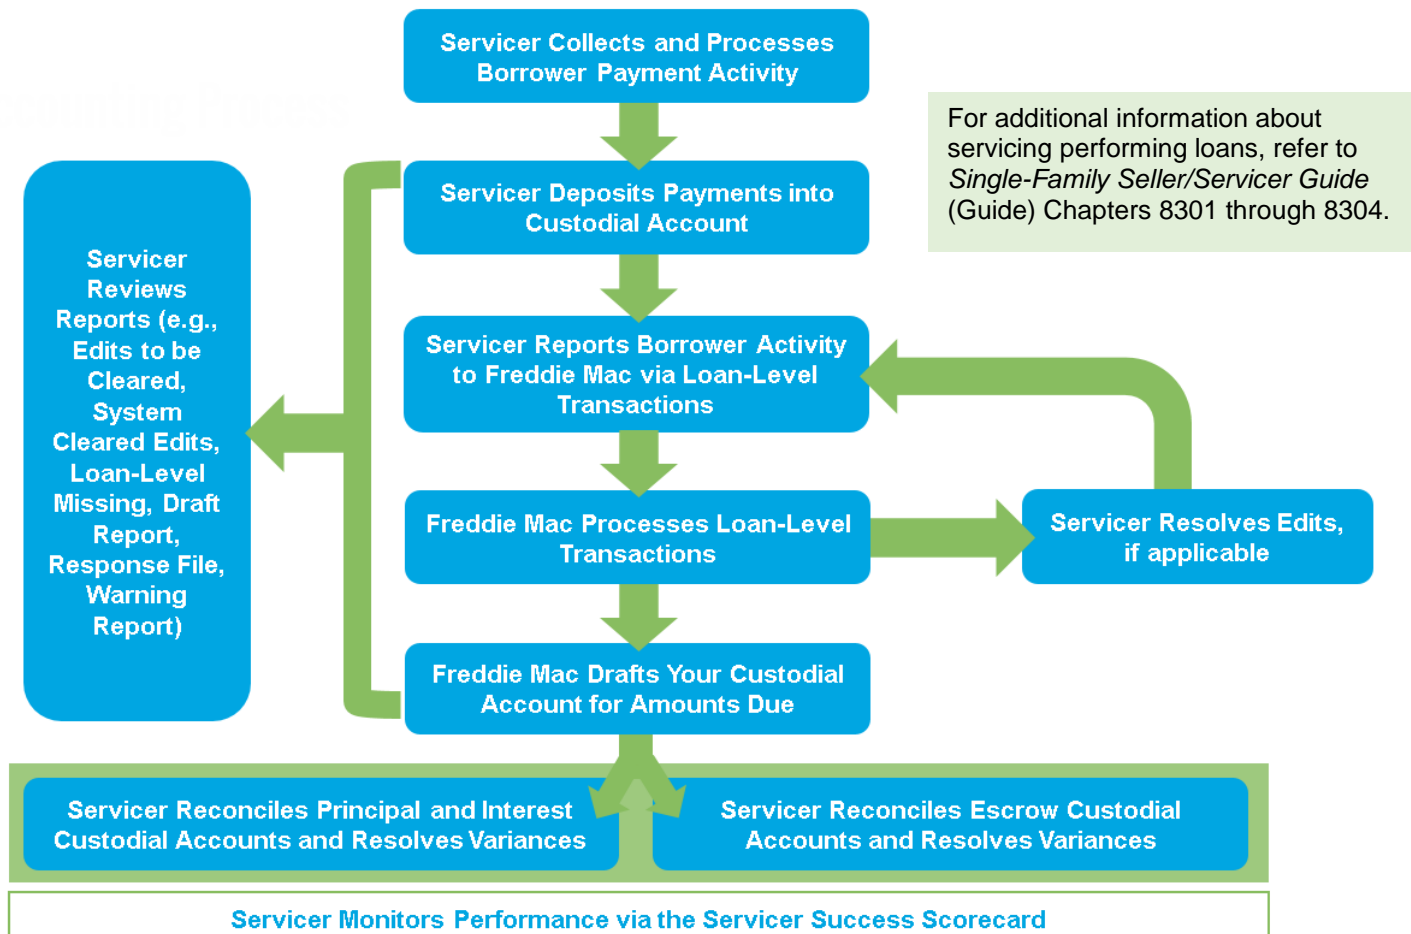 Servicer Collects and Processes
Borrower Payment Activity
ccounting Process
For additional information about
servicing performing loans, refer to
Single-Family Seller/Servicer Guide
(Guide) Chapters 8301 through 8304.
Servicer Deposits Payments into
Custodial Account
Servicer
Reviews
Reports (e.g.,
Edits to be
Cleared,
System
Cleared Edits,
Loan-Level
Missing, Draft
Report,
Response File,
Warning
Report)
Servicer Reports Borrower Activity
to Freddie Mac via Loan-Level
Transactions
Freddie Mac Processes Loan-Level
Transactions
Servicer Resolves Edits,
if applicable
Freddie Mac Drafts Your Custodial
Account for Amounts Due
Servicer Reconciles Principal and Interest
Custodial Accounts and Resolves Variances
Servicer Reconciles Escrow Custodial
Accounts and Resolves Variances
Servicer Monitors Performance via the Servicer Success Scorecard